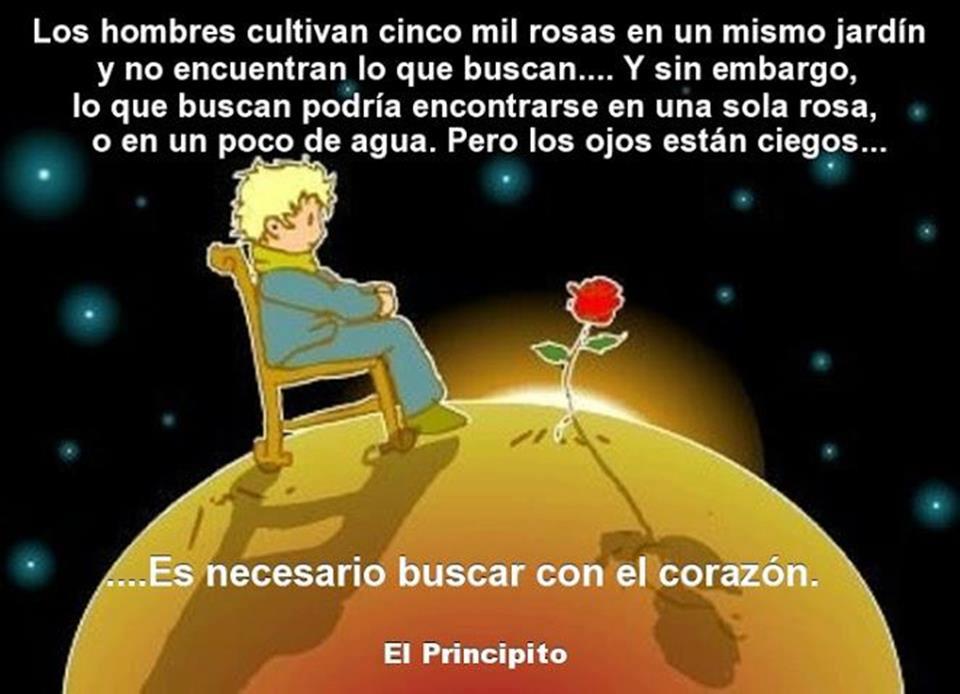 Los hombres cultivan cinco mil rosas en un mismo jardín
y no encuentran lo que buscan.... Y sin embargo,
lo que buscan podría encontrarse en una sola rosa,
o en un poco de agua. Pero los ojos están ciegos...
....Es necesario buscar con el corazón.
El Principito